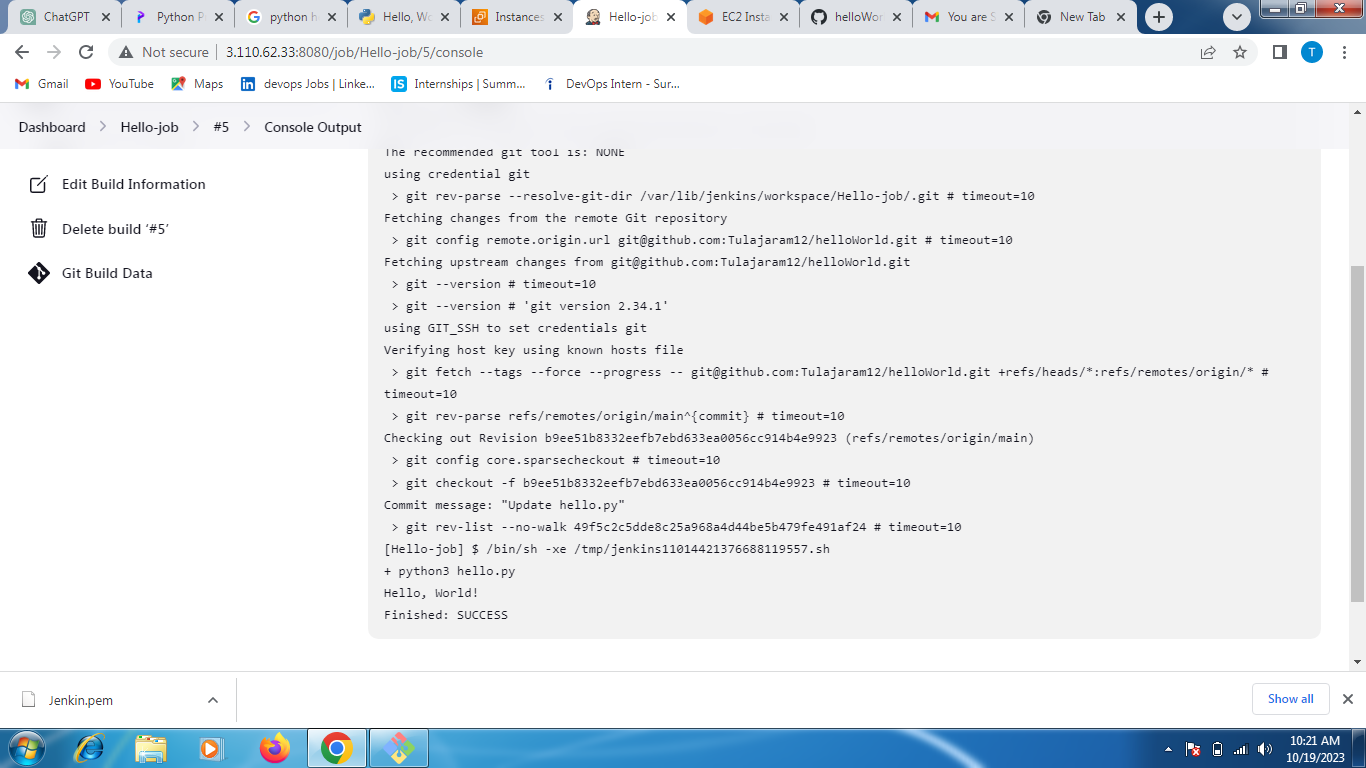 ChatGPT
Python P
python h
Hello, Wo
Instances
Hello-job
EC2 Insta
helloWor
You are S
New Tab
Not secure
3.110.62.33:8080/job/Hello-job/5/console
T
Gmail
YouTube
Maps
devops Jobs | Linke...
IS Internships | Summ...
DevOps Intern - Sur...
Dashboard
Hello-job
#5
Console Output
Edit Build Information
Delete build ‘#5’
Git Build Data
The recommended git tool is: NONE
using credential git
> git rev-parse --resolve-git-dir /var/lib/jenkins/workspace/Hello-job/.git # timeout=10
Fetching changes from the remote Git repository
> git config remote.origin.url git@github.com:Tulajaram12/helloWorld.git # timeout=10
Fetching upstream changes from git@github.com:Tulajaram12/helloWorld.git
> git --version # timeout=10
> git --version # 'git version 2.34.1'
using GIT_SSH to set credentials git
Verifying host key using known hosts file
> git fetch --tags --force --progress -- git@github.com:Tulajaram12/helloWorld.git +refs/heads/*:refs/remotes/origin/* #
timeout=10
> git rev-parse refs/remotes/origin/main^{commit} # timeout=10
Checking out Revision b9ee51b8332eefb7ebd633ea0056cc914b4e9923 (refs/remotes/origin/main)
> git config core.sparsecheckout # timeout=10
> git checkout -f b9ee51b8332eefb7ebd633ea0056cc914b4e9923 # timeout=10
Commit message: "Update hello.py"
> git rev-list --no-walk 49f5c2c5dde8c25a968a4d44be5b479fe491af24 # timeout=10
[Hello-job] $ /bin/sh -xe /tmp/jenkins11014421376688119557.sh
+ python3 hello.py
Hello, World!
Finished: SUCCESS
Jenkin.pem
Show all
10:21 AM
10/19/2023